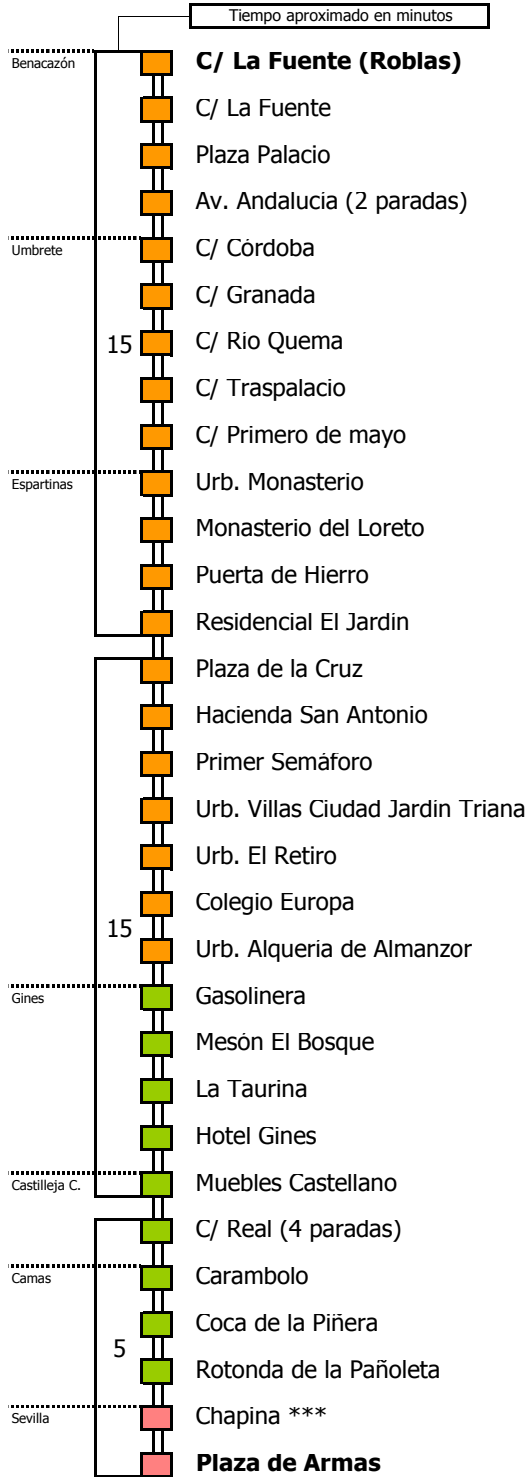 Tiempo aproximado en minutos
Benacazón
C/ La Fuente (Roblas)
C/ La Fuente
Plaza Palacio
Av. Andalucía (2 paradas)
Umbrete
C/ Córdoba
C/ Granada
15
C/ Rio Quema
C/ Traspalacio
C/ Primero de mayo
Espartinas
Urb. Monasterio
Monasterio del Loreto
Puerta de Hierro
Residencial El Jardín
Plaza de la Cruz
Hacienda San Antonio
Primer Semáforo
Urb. Villas Ciudad Jardín Triana
Urb. El Retiro
Colegio Europa
15
Urb. Alquería de Almanzor
Gines
Gasolinera
Mesón El Bosque
La Taurina
Hotel Gines
Castilleja C.
Muebles Castellano
C/ Real (4 paradas)
Camas
Carambolo
Coca de la Piñera
5
Rotonda de la Pañoleta
Sevilla
Chapina ***
Plaza de Armas